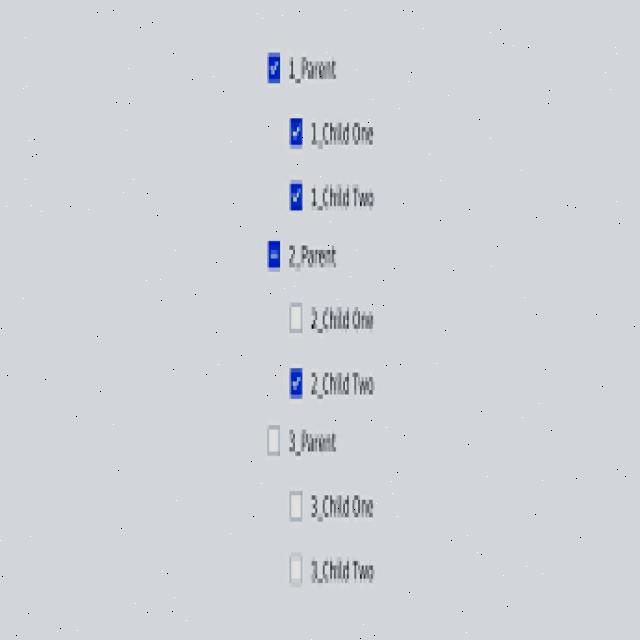 1_Parent
1_Child One
1_Child Two
2_Parent
2_Child One
2_Child Two
3_Parent
3_Child One
3_Child Two